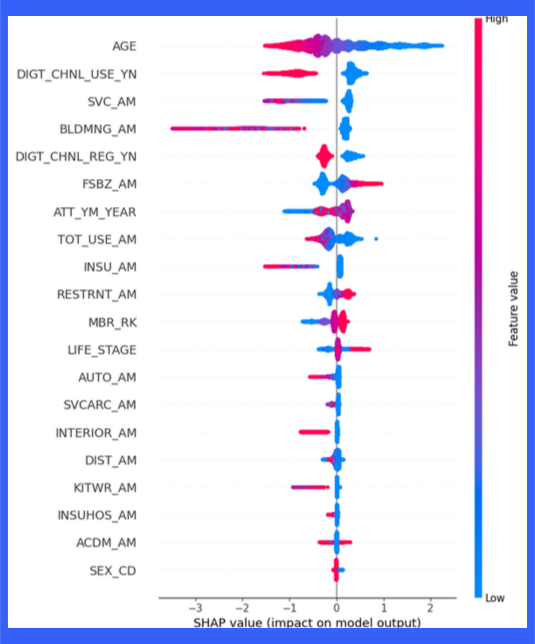 High
AGE
DIGT_CHNL_USE_YN
SVC_AM
BLDMNG_AM
DIGT_CHNL_REG_YN
FSBZ_AM
ATT_YM_YEAR
TOT_USE_AM
INSU_AM
RESTRNT_AM
MBR_RK
LIFE_STAGE
AUTO_AM
SVCARC_AM
INTERIOR_AM
DIST_AM
KITWR_AM
INSUHOS_AM
ACDM_AM
SEX_CD
Feature value
Low
−3 −2 −1 0 1 2
SHAP value (impact on model output)